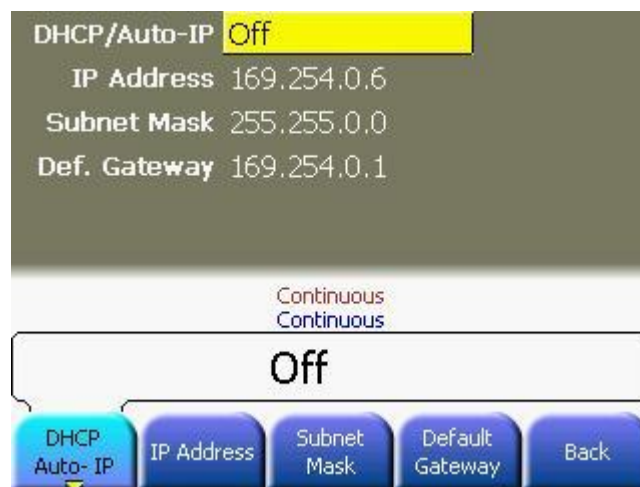 DHCP/Auto-IP Off
IP Address 169.254.0.6
Subnet Mask 255.255.0.0
Def. Gateway 169.254.0.1
Continuous
Continuous
Off
DHCP
Auto- IP
IP Address
Subnet
Mask
Default
Gateway
Back